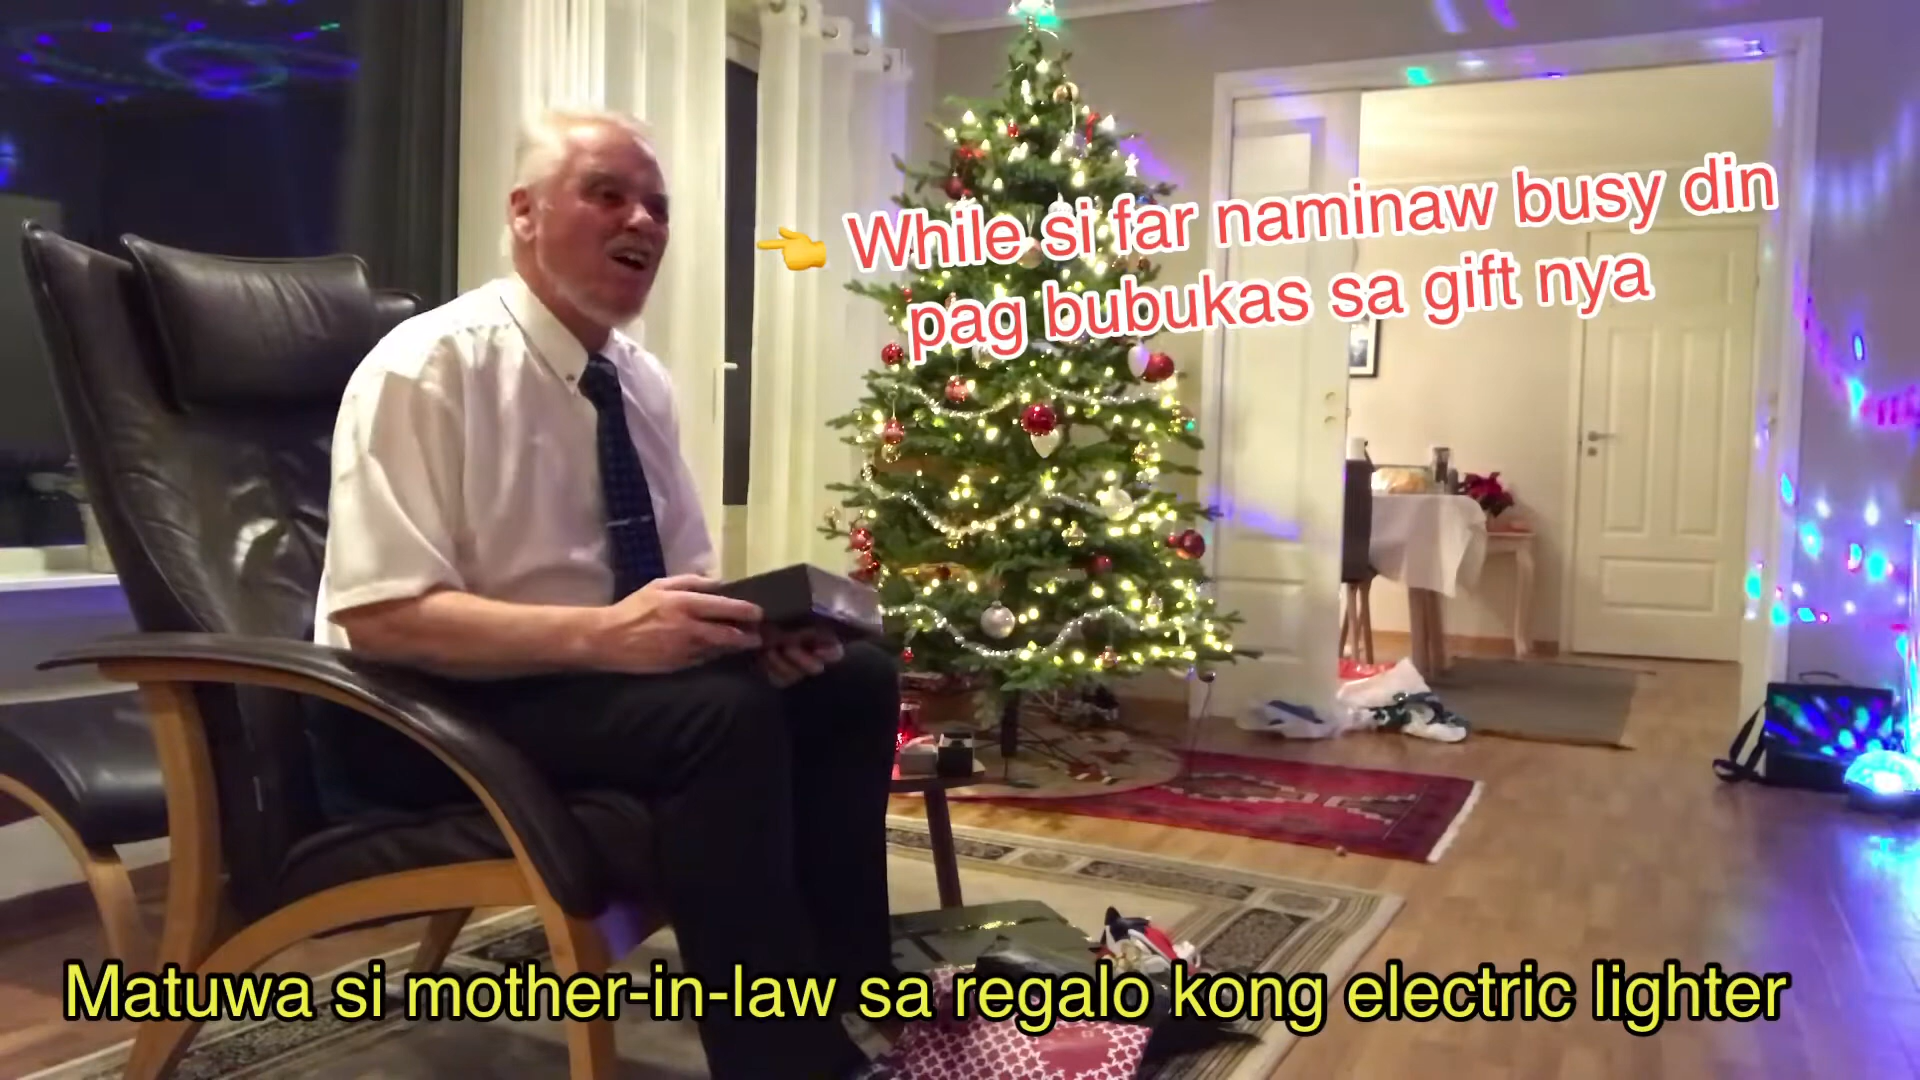 While si far naminaw busy din
pag bubukas sa gift nya
Matuwa si mother-in-law sa regalo kong electric lighter